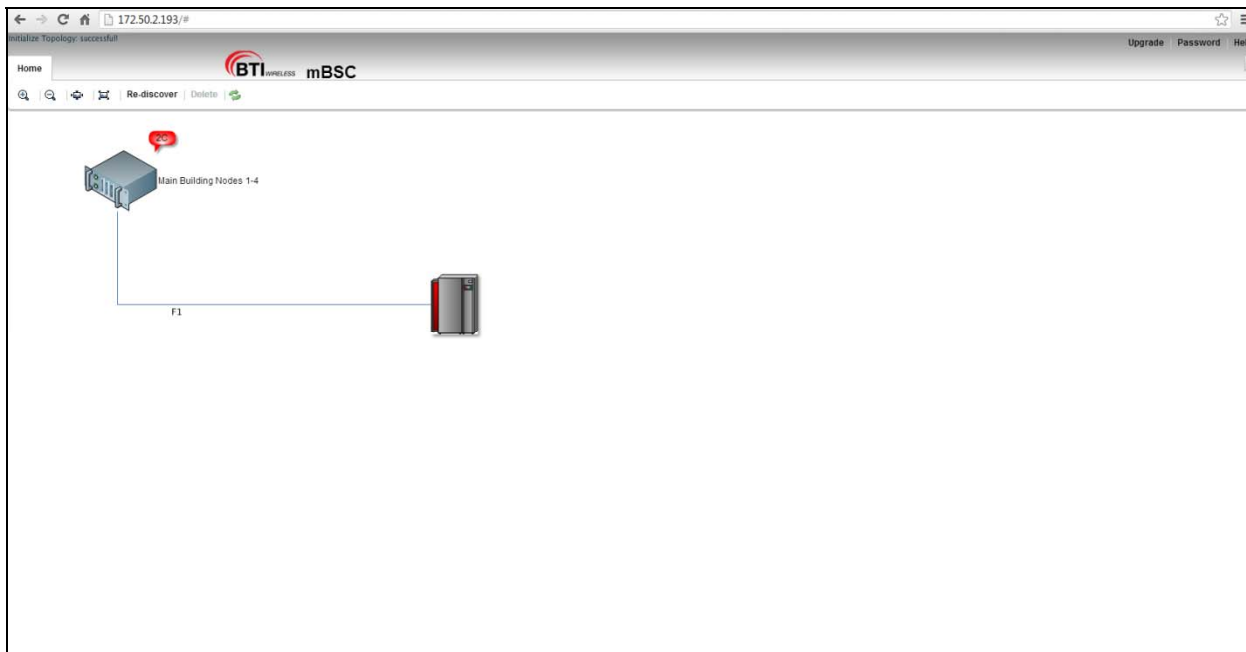 172.50.2.193/#
Initialize Topology: successful!
Upgrade Password
Home
BTI WIRELESS mBSC
Re-discover Delete
2C
Main Building Nodes 1-4
F1